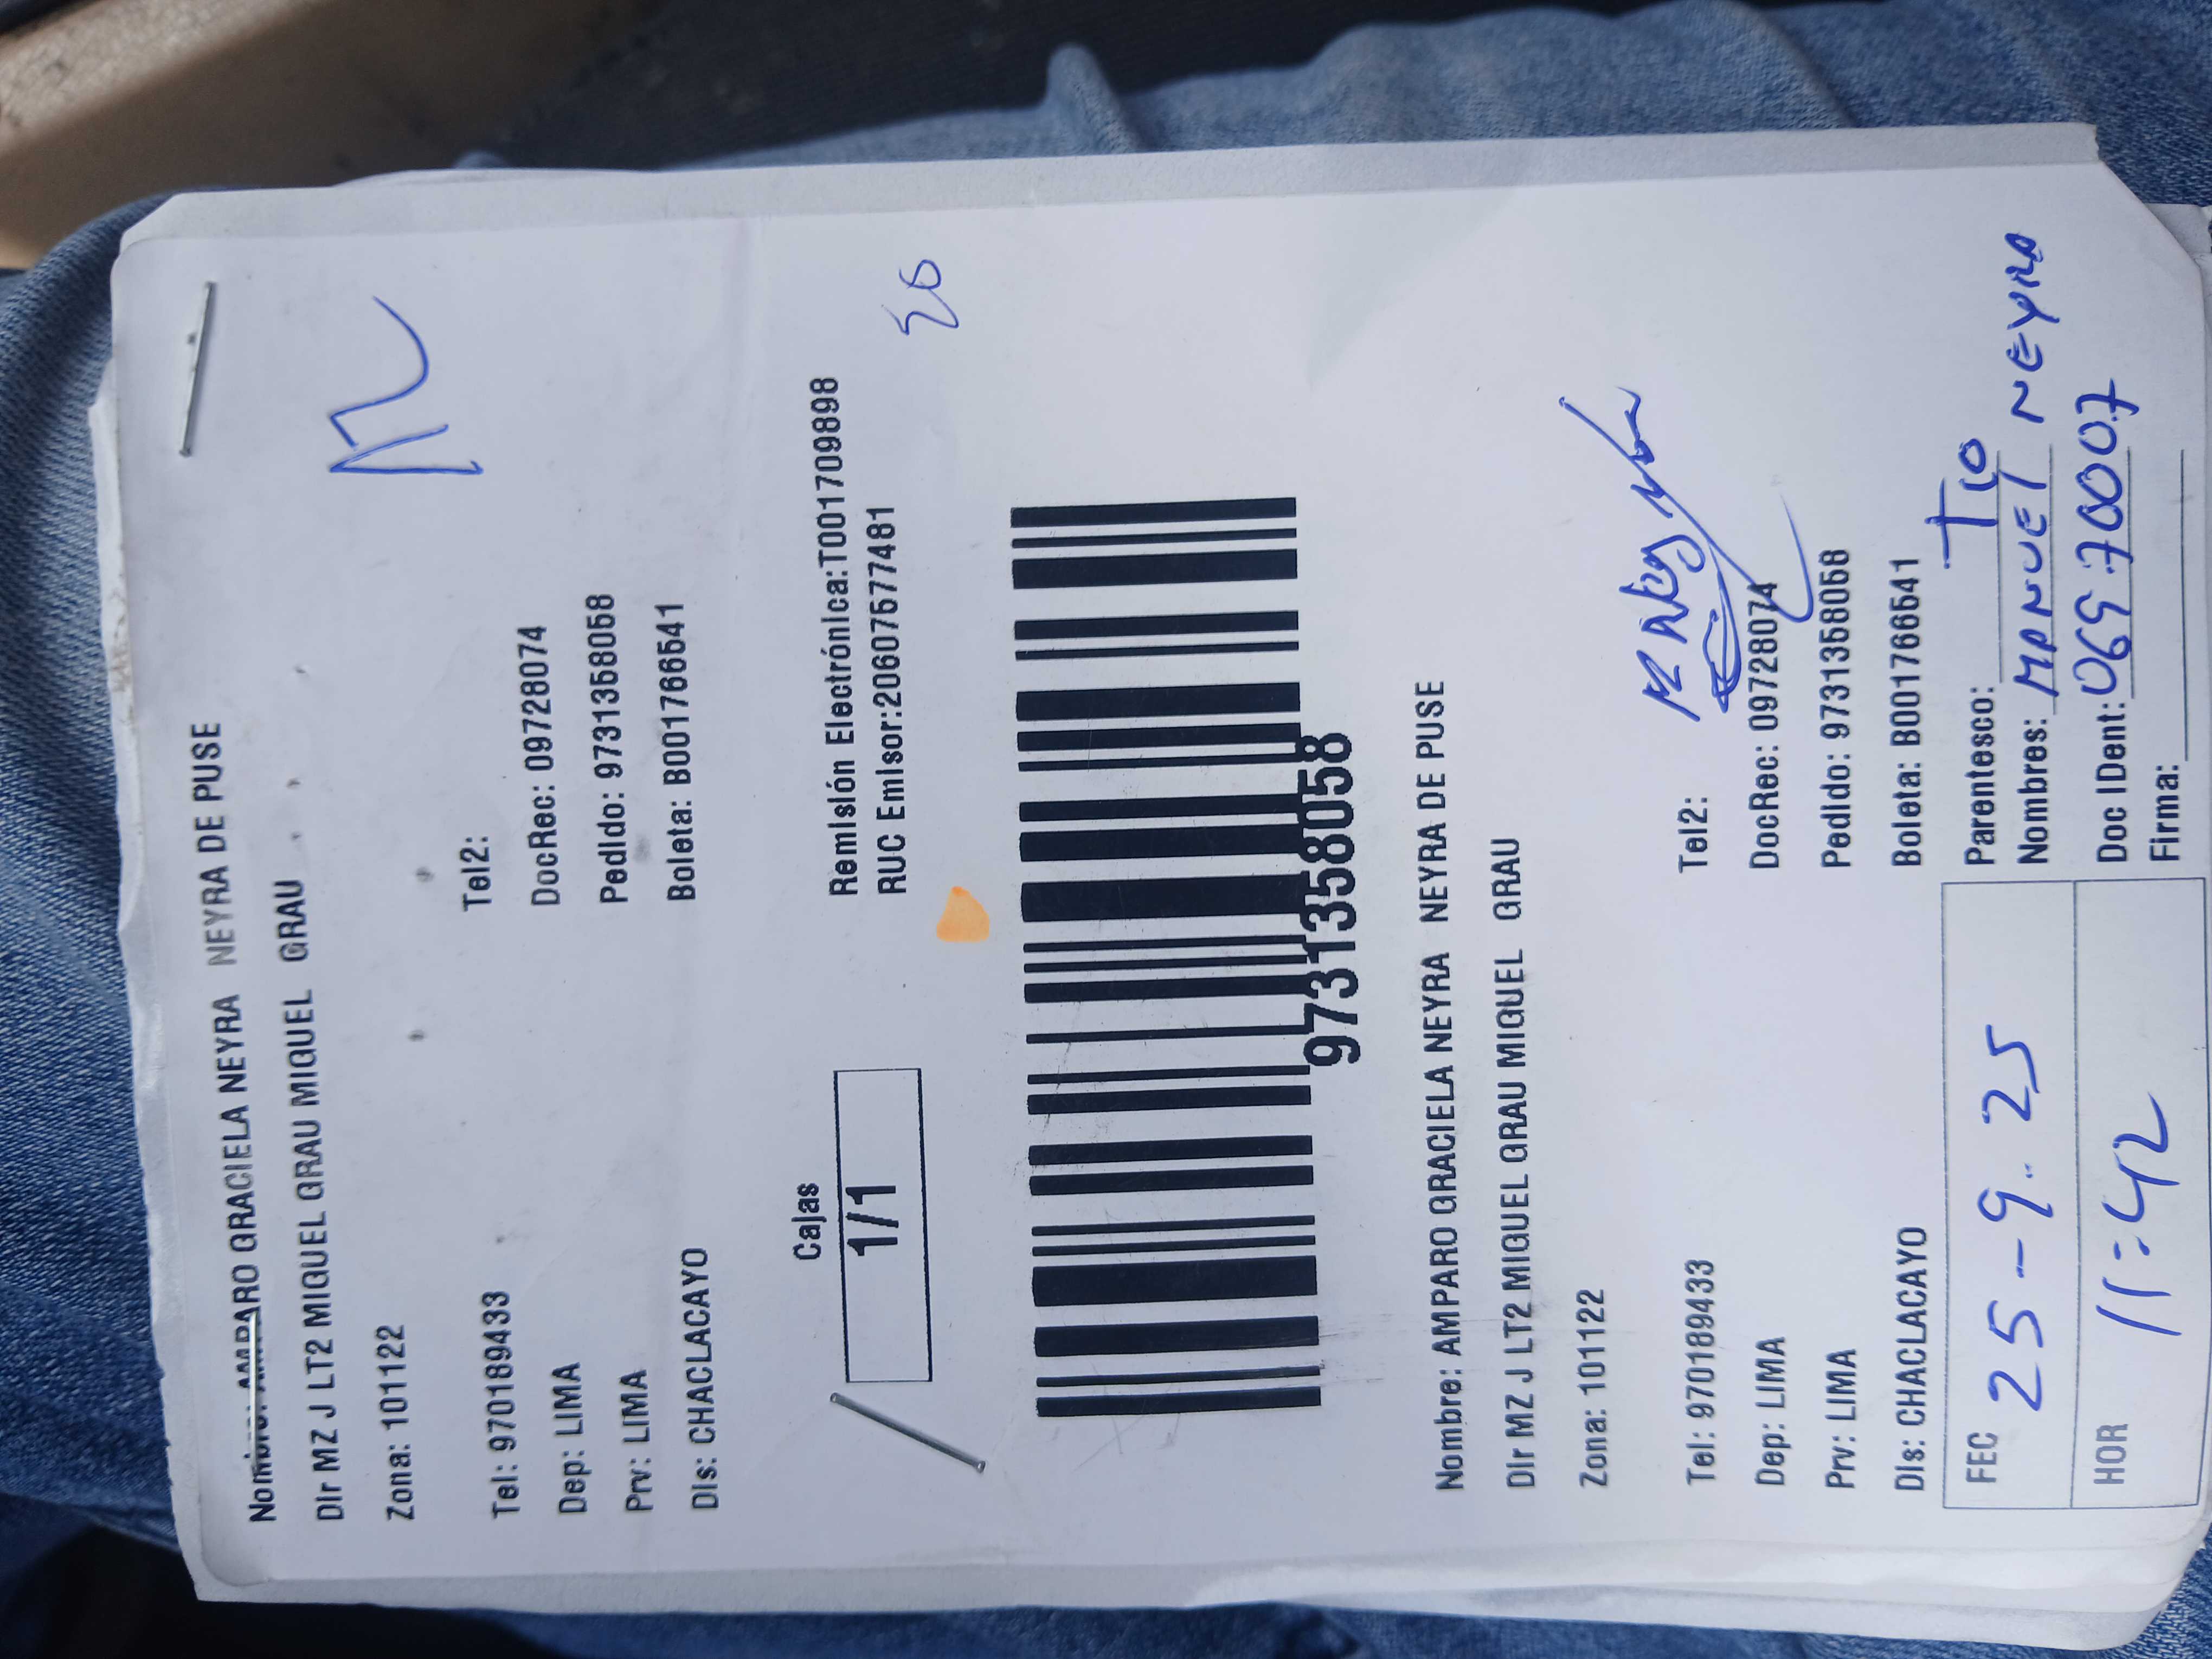 Nombre: AMPARO GRACIELA NEYRA NEYRA DE PUSE
Dir MZ J LT2 MIGUEL GRAU MIGUEL GRAU
Zona: 101122
Tel: 970189433 Tel2:
Dep: LIMA DocRec: 09728074
Prv: LIMA Pedido: 9731358058
Dis: CHACLACAYO Boleta: B001766541
Cajas
1/1
Remisión Electrónica:T001709898
RUC Emisor:20607577481
9731358058
Nombre: AMPARO GRACIELA NEYRA NEYRA DE PUSE
Dir MZ J LT2 MIGUEL GRAU MIGUEL GRAU
Zona: 101122
Tel: 970189433 Tel2:
Dep: LIMA DocRec: 09728074
Prv: LIMA Pedido: 9731358058
Dis: CHACLACAYO Boleta: B001766541
FEC 25-9.25
HOR 11:42
Parentesco: TIO
Nombres: MANUEL NEYRA
Doc IDent: 06970007
Firma: